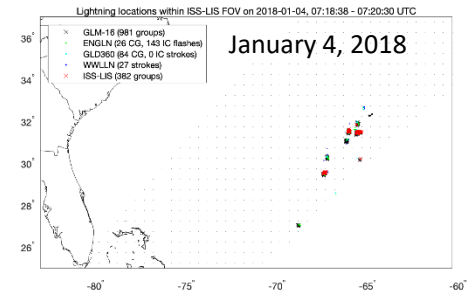 Lightning locations within ISS-LIS FOV on 2018-01-04, 07:18:38 - 07:20:30 UTC
GLM-16 (981 groups)
ENGLN (26 CG, 143 IC flashes)
GLD360 (84 CG, 0 IC strokes)
WWLLN (27 strokes)
ISS-LIS (382 groups)
January 4, 2018
36°
34°
32°
30°
28°
26°
-80° -75° -70° -65° -60°